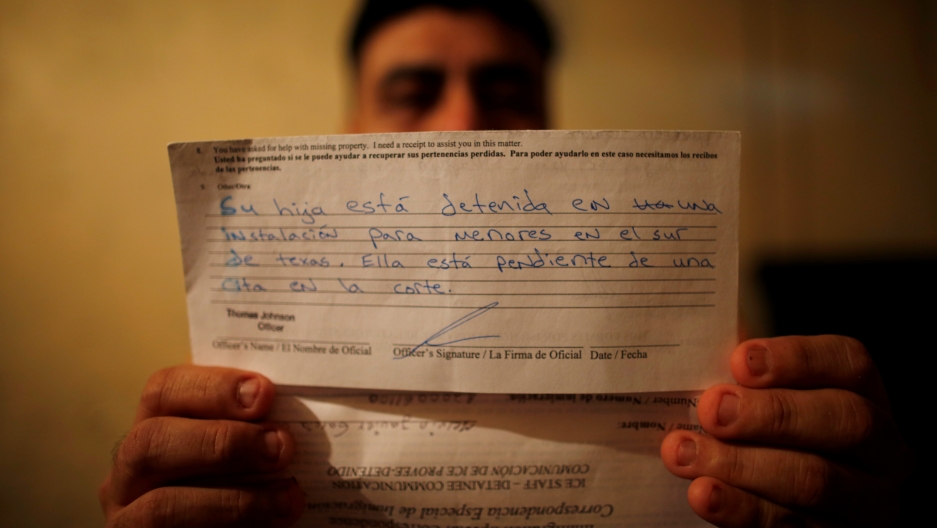 8. You have asked for help with missing property. I need a receipt to assist you in this matter.
Usted ha preguntado si se le puede ayudar a recuperar sus pertenencias perdidas. Para poder ayudarlo en este caso necesitamos los recibos
de las pertenencias.
9. Other/Otra
Su hija está detenida en una
instalación para menores en el sur
de texas. Ella está pendiente de una
cita en la corte.
Thomas Johnson
Officer
Officer's Name / El Nombre de Oficial Officer's Signature / La Firma de Oficial Date / Fecha
Number / Numero de inmigración
Name / Nombre:
COMUNICACIÓN DE ICE PROVEE-DETENIDO
ICE STAFF – DETAINEE COMMUNICATION
Correspondencia Especial de Inmigración